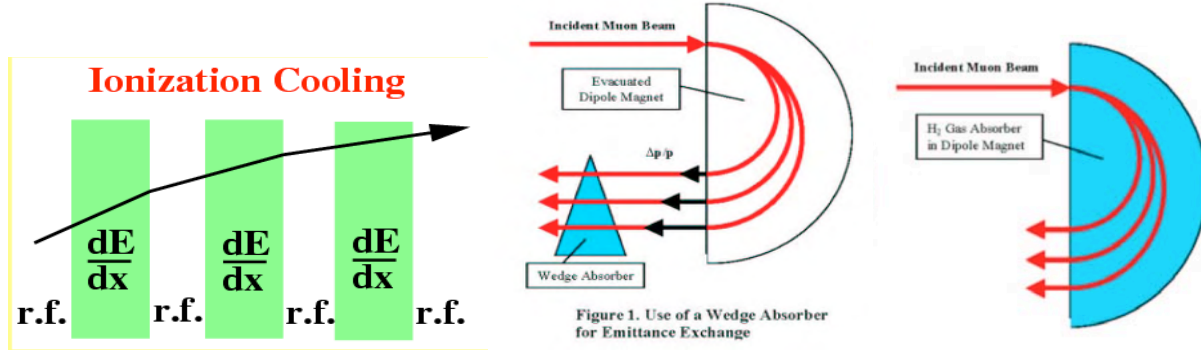 Ionization Cooling
dE
dx
dE
dx
dE
dx
r.f.
r.f.
r.f.
r.f.
Incident Muon Beam
Evacuated
Dipole Magnet
Δp/p
Wedge Absorber
Figure 1. Use of a Wedge Absorber
for Emittance Exchange
Incident Muon Beam
H₂ Gas Absorber
in Dipole Magnet